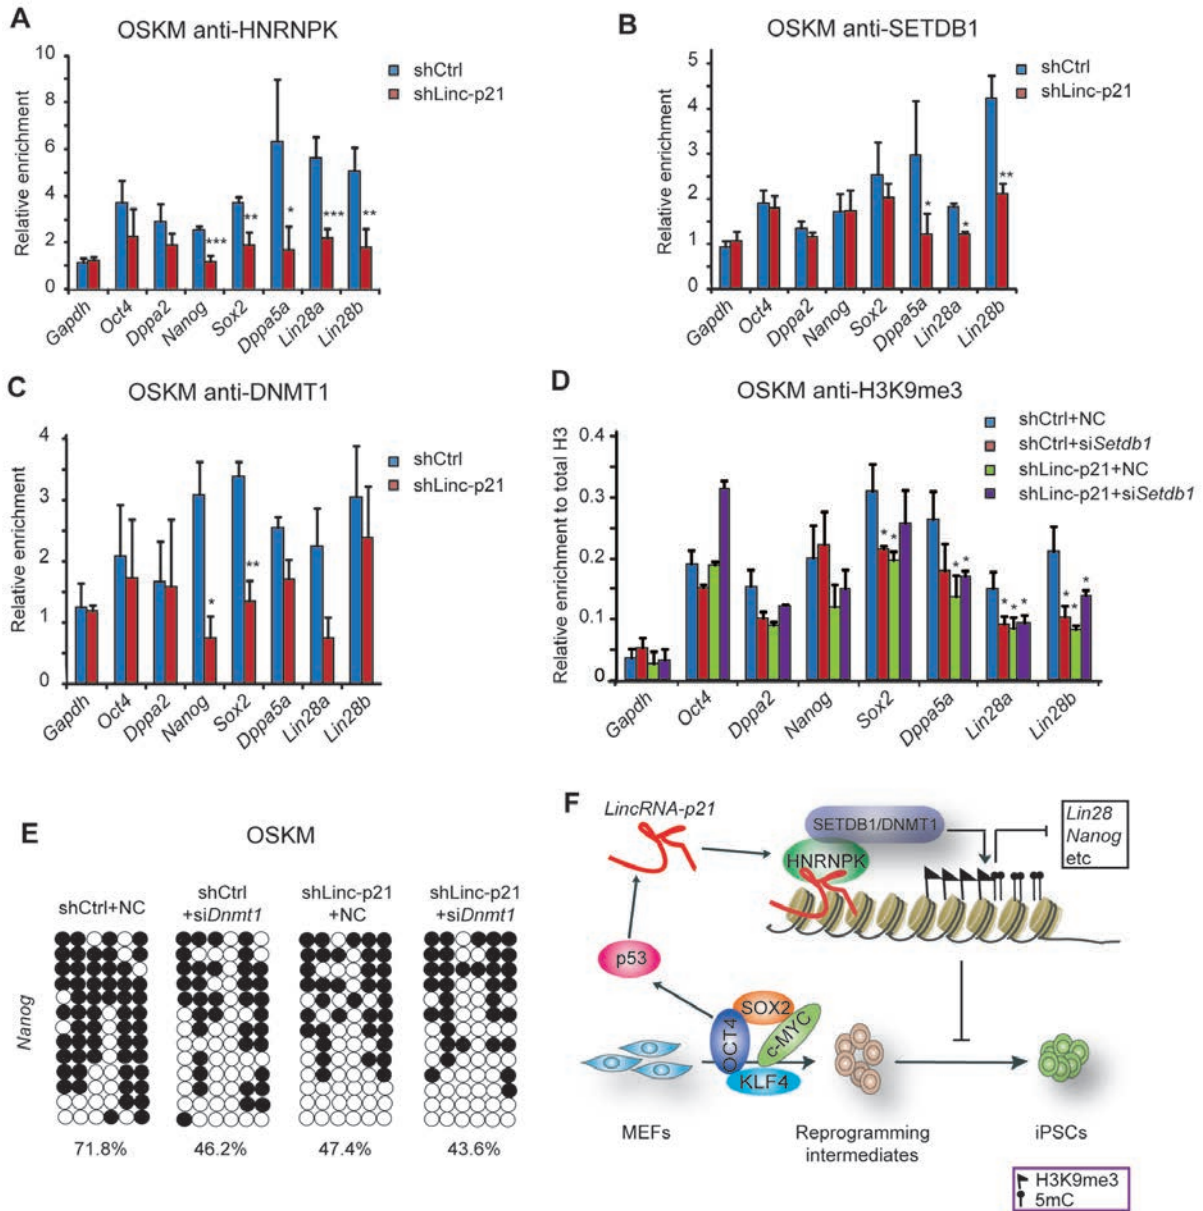 A
OSKM anti-HNRNPK
Relative enrichment
10
8
6
4
2
0
shCtrl
shLinc-p21
***
**
*
***
**
Gapdh
Oct4
Dppa2
Nanog
Sox2
Dppa5a
Lin28a
Lin28b
B
OSKM anti-SETDB1
Relative enrichment
5
4
3
2
1
0
shCtrl
shLinc-p21
*
*
**
Gapdh
Oct4
Dppa2
Nanog
Sox2
Dppa5a
Lin28a
Lin28b
C
OSKM anti-DNMT1
Relative enrichment
4
3
2
1
0
shCtrl
shLinc-p21
*
**
Gapdh
Oct4
Dppa2
Nanog
Sox2
Dppa5a
Lin28a
Lin28b
D
OSKM anti-H3K9me3
Relative enrichment to total H3
0.4
0.3
0.2
0.1
0
shCtrl+NC
shCtrl+siSetdb1
shLinc-p21+NC
shLinc-p21+siSetdb1
* *
* *
* * *
* * *
Gapdh
Oct4
Dppa2
Nanog
Sox2
Dppa5a
Lin28a
Lin28b
E
OSKM
shCtrl+NC
shCtrl
+siDnmt1
shLinc-p21
+NC
shLinc-p21
+siDnmt1
Nanog
71.8%
46.2%
47.4%
43.6%
F
LincRNA-p21
SETDB1/DNMT1
HNRNPK
Lin28
Nanog
etc
p53
SOX2
OCT4
c-MYC
KLF4
MEFs
Reprogramming
intermediates
iPSCs
H3K9me3
5mC